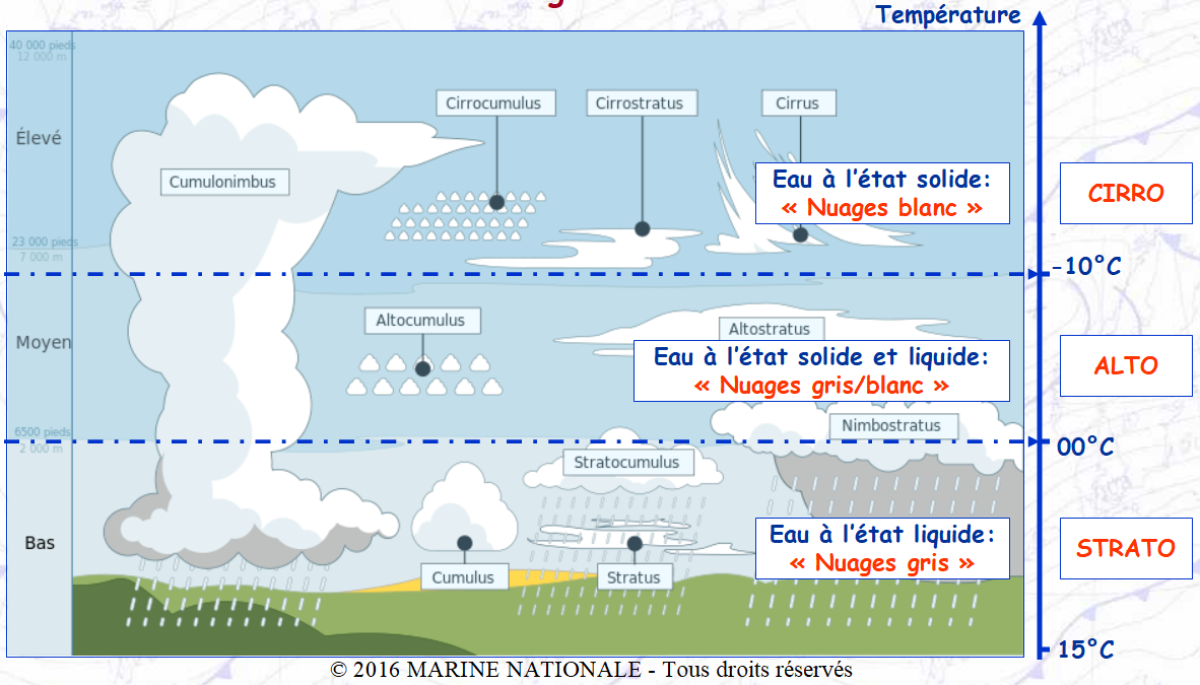 Température
40 000 pieds
12 000 m
Élevé
Cirrocumulus
Cirrostratus
Cirrus
Cumulonimbus
Eau à l'état solide:
« Nuages blanc »
CIRRO
23 000 pieds
7 000 m
-10°C
Moyen
Altocumulus
Altostratus
Eau à l'état solide et liquide:
« Nuages gris/blanc »
ALTO
6500 pieds
2 000 m
Nimbostratus
00°C
Stratocumulus
Bas
Eau à l'état liquide:
« Nuages gris »
STRATO
Cumulus
Stratus
15°C
© 2016 MARINE NATIONALE - Tous droits réservés